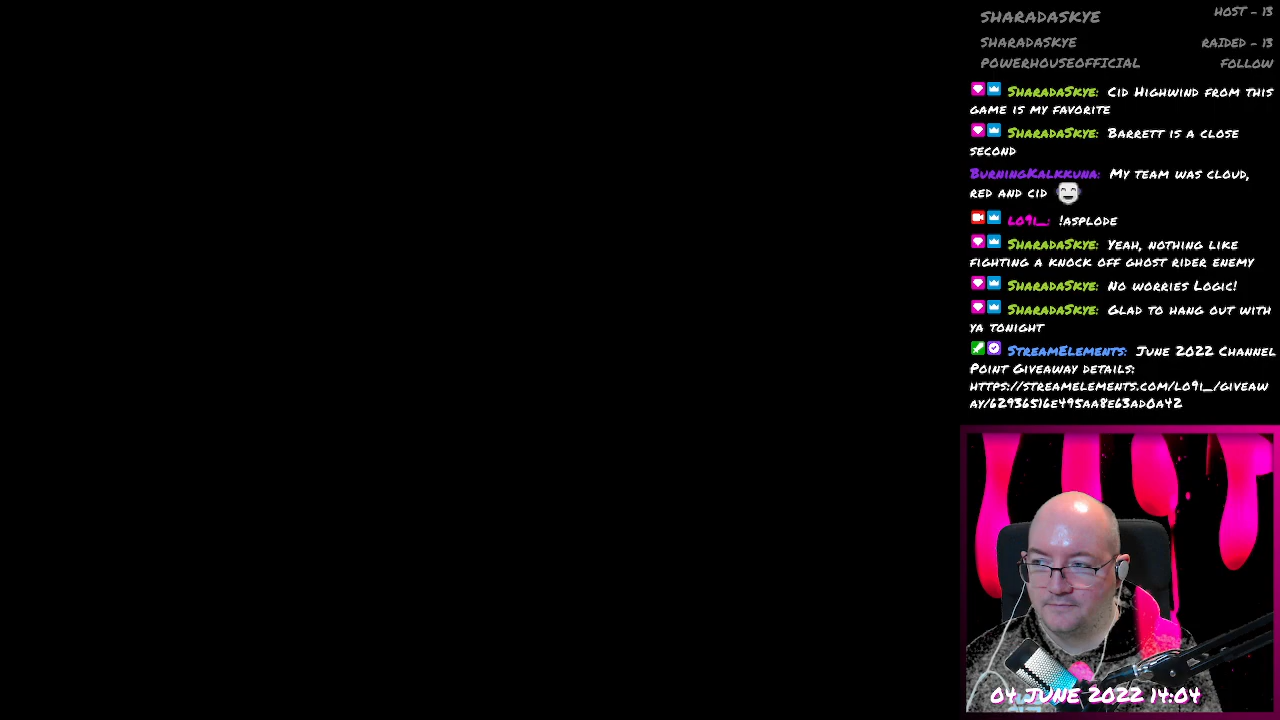 SHARADASKYE HOST - 13
SHARADASKYE RAIDED - 13
POWERHOUSEOFFICIAL FOLLOW
SHARADASKYE: CID HIGHWIND FROM THIS
GAME IS MY FAVORITE
SHARADASKYE: BARRETT IS A CLOSE
SECOND
BURNINGKALKKUNA: MY TEAM WAS CLOUD,
RED AND CID
LO9I_: !ASPLODE
SHARADASKYE: YEAH, NOTHING LIKE
FIGHTING A KNOCK OFF GHOST RIDER ENEMY
SHARADASKYE: NO WORRIES LOGIC!
SHARADASKYE: GLAD TO HANG OUT WITH
YA TONIGHT
STREAMELEMENTS: JUNE 2022 CHANNEL
POINT GIVEAWAY DETAILS:
HTTPS://STREAMELEMENTS.COM/LO9I_/GIVEAW
AY/62936516E495AA8E63AD0A42
04 JUNE 2022 14:04